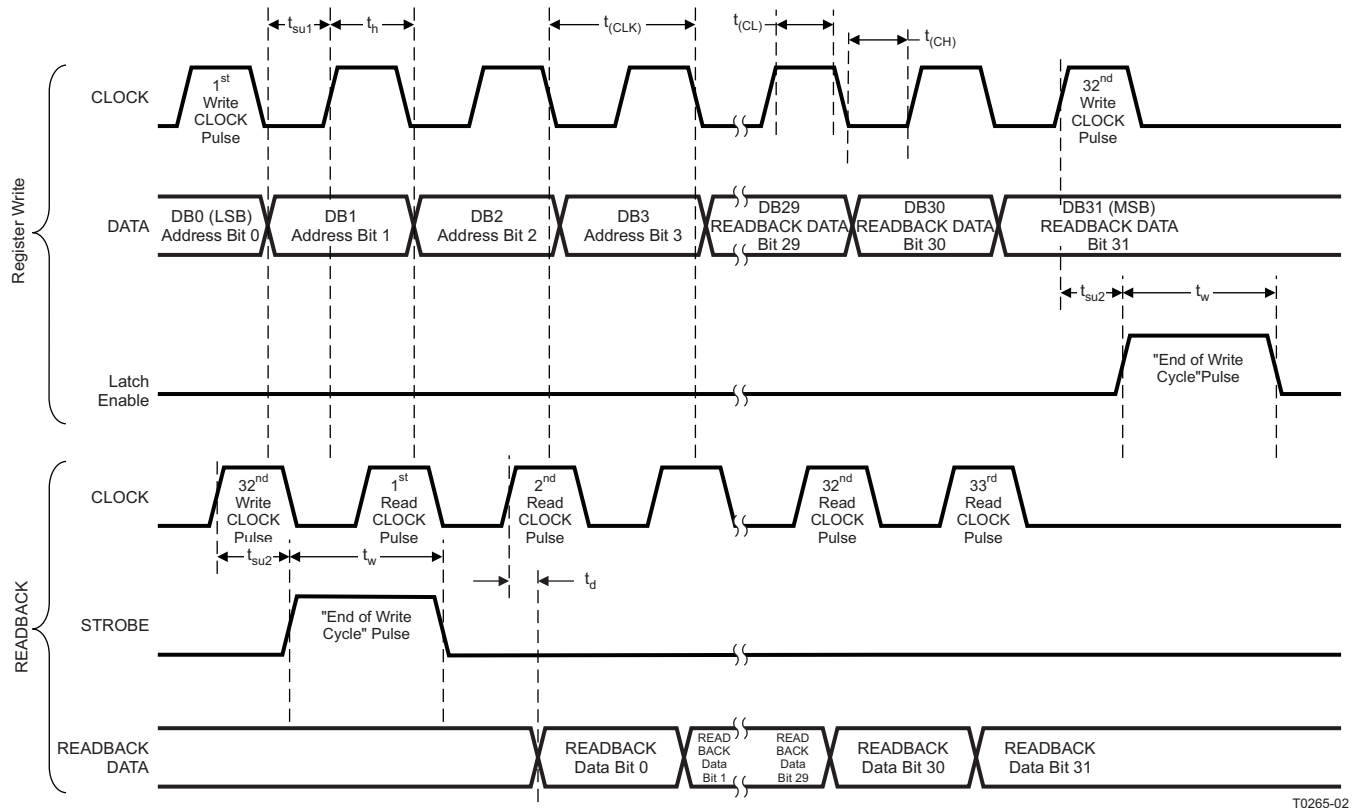 t_su1
t_h
t_(CLK)
t_(CL)
t_(CH)
Register Write
CLOCK
1st
Write
CLOCK
Pulse
32nd
Write
CLOCK
Pulse
DATA
DB0 (LSB)
Address Bit 0
DB1
Address Bit 1
DB2
Address Bit 2
DB3
Address Bit 3
DB29
READBACK DATA
Bit 29
DB30
READBACK DATA
Bit 30
DB31 (MSB)
READBACK DATA
Bit 31
t_su2
t_w
Latch
Enable
"End of Write
Cycle"Pulse
READBACK
CLOCK
32nd
Write
CLOCK
Pulse
1st
Read
CLOCK
Pulse
2nd
Read
CLOCK
Pulse
32nd
Read
CLOCK
Pulse
33rd
Read
CLOCK
Pulse
t_su2
t_w
t_d
STROBE
"End of Write
Cycle" Pulse
READBACK
DATA
READBACK
Data Bit 0
READ
BACK
Data
Bit 1
READ
BACK
Data
Bit 29
READBACK
Data Bit 30
READBACK
Data Bit 31
T0265-02